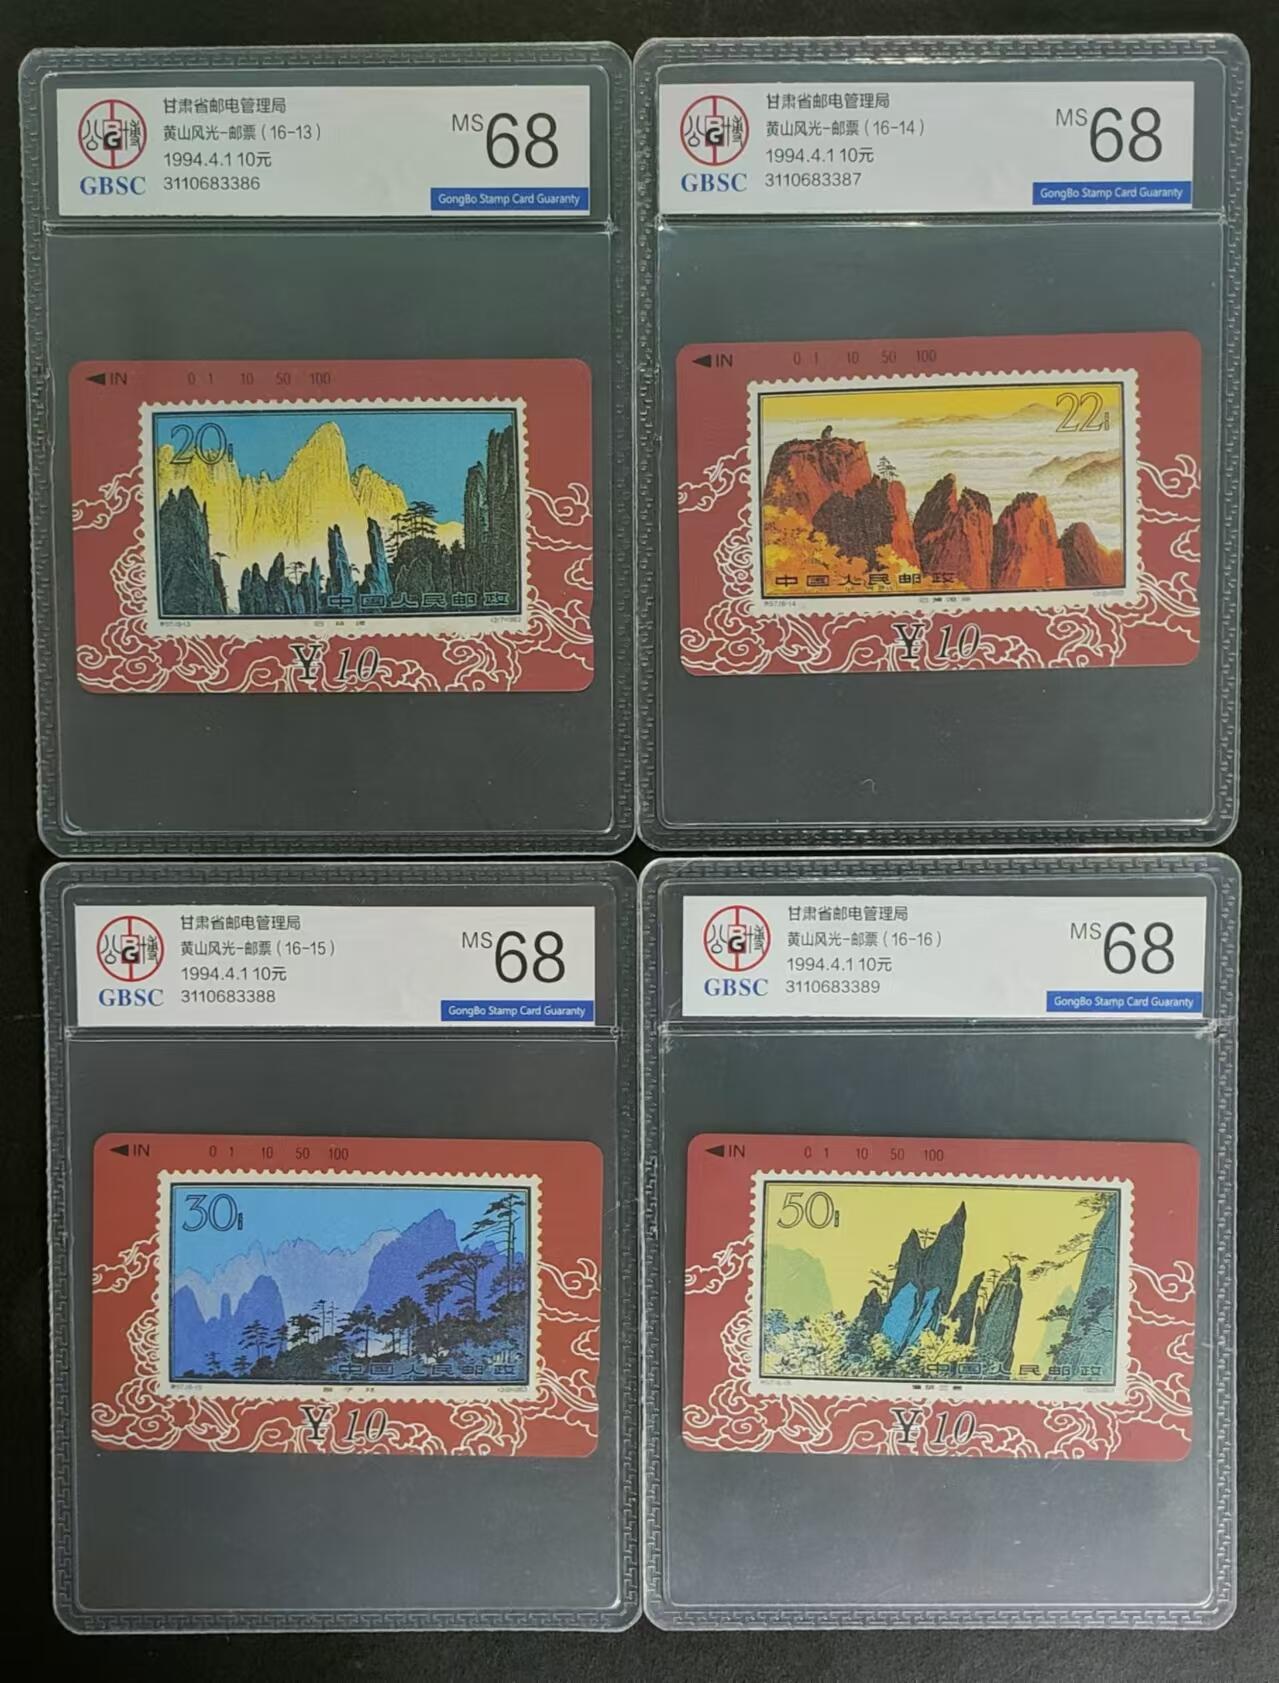 甘肃省邮电管理局
黄山风光-邮票（16-13）
1994.4.1 10元
3110683386
GBSC
MS 68
GongBo Stamp Card Guaranty
IN 0 1 10 50 100
20
中国人民邮政
¥10
甘肃省邮电管理局
黄山风光-邮票（16-14）
1994.4.1 10元
3110683387
GBSC
MS 68
GongBo Stamp Card Guaranty
IN 0 1 10 50 100
22
中国人民邮政
¥10
甘肃省邮电管理局
黄山风光-邮票（16-15）
1994.4.1 10元
3110683388
GBSC
MS 68
GongBo Stamp Card Guaranty
IN 0 1 10 50 100
30
中国人民邮政
¥10
甘肃省邮电管理局
黄山风光-邮票（16-16）
1994.4.1 10元
3110683389
GBSC
MS 68
GongBo Stamp Card Guaranty
IN 0 1 10 50 100
50
中国人民邮政
¥10